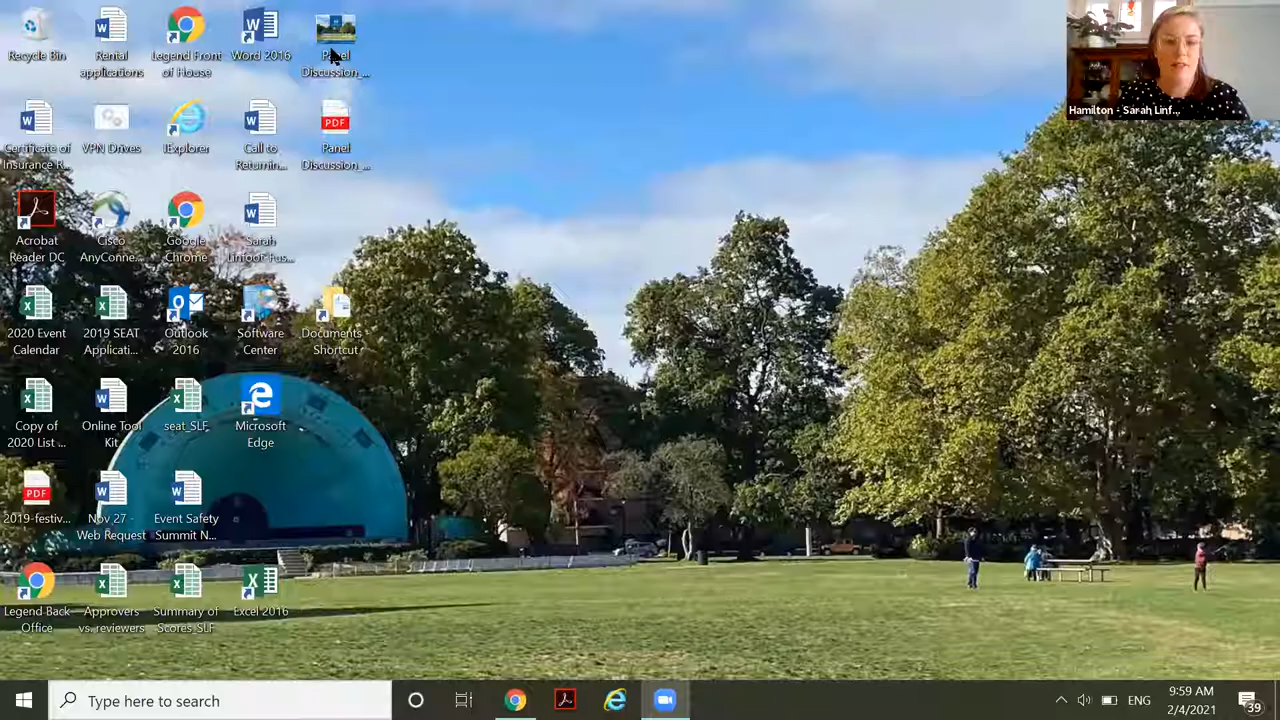 Recycle Bin
Rental
applications
Legend Front
of House
Word 2016
Panel
Discussion_...
Hamilton - Sarah Linf...
Certificate of
Insurance R...
VPN Drives
IExplorer
Call to
Returnin...
PDF
Panel
Discussion_...
Acrobat
Reader DC
Cisco
AnyConne...
Google
Chrome
Sarah
Linfoot-Fus...
2020 Event
Calendar
2019 SEAT
Applicati...
Outlook
2016
Software
Center
Documents -
Shortcut
Copy of
2020 List ...
Online Tool
Kit
seat_SLF
Microsoft
Edge
PDF
2019-festiv...
Nov 27 -
Web Request
Event Safety
Summit N...
Legend Back
Office
Approvers
vs. reviewers
Summary of
Scores_SLF
Excel 2016
Type here to search
ENG
9:59 AM
2/4/2021
39